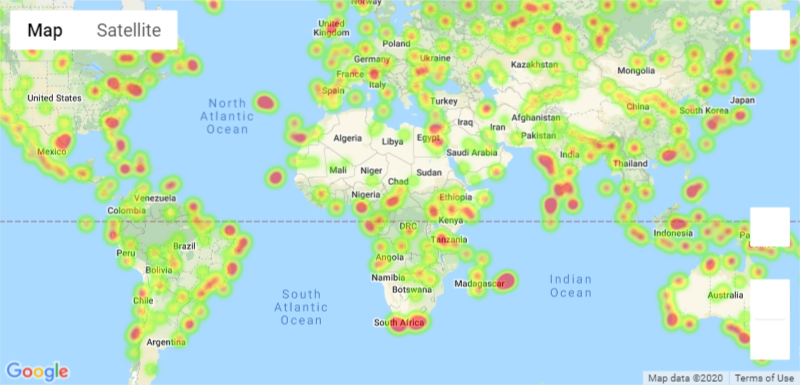 Map
Satellite
Norway
United
Kingdom
Poland
Germany
Ukraine
France
Italy
Spain
Kazakhstan
Mongolia
United States
North
Atlantic
Ocean
Turkey
China
South Korea
Japan
Algeria
Libya
Egypt
Iraq
Iran
Afghanistan
Pakistan
Mexico
Saudi Arabia
India
Thailand
Mali
Niger
Chad
Sudan
Venezuela
Colombia
Nigeria
Ethiopia
Kenya
DRC
Indonesia
Peru
Brazil
Tanzania
Bolivia
Angola
Namibia
Botswana
Madagascar
Indian
Ocean
Chile
South
Atlantic
Ocean
Australia
South Africa
Argentina
Google
Map data ©2020
Terms of Use